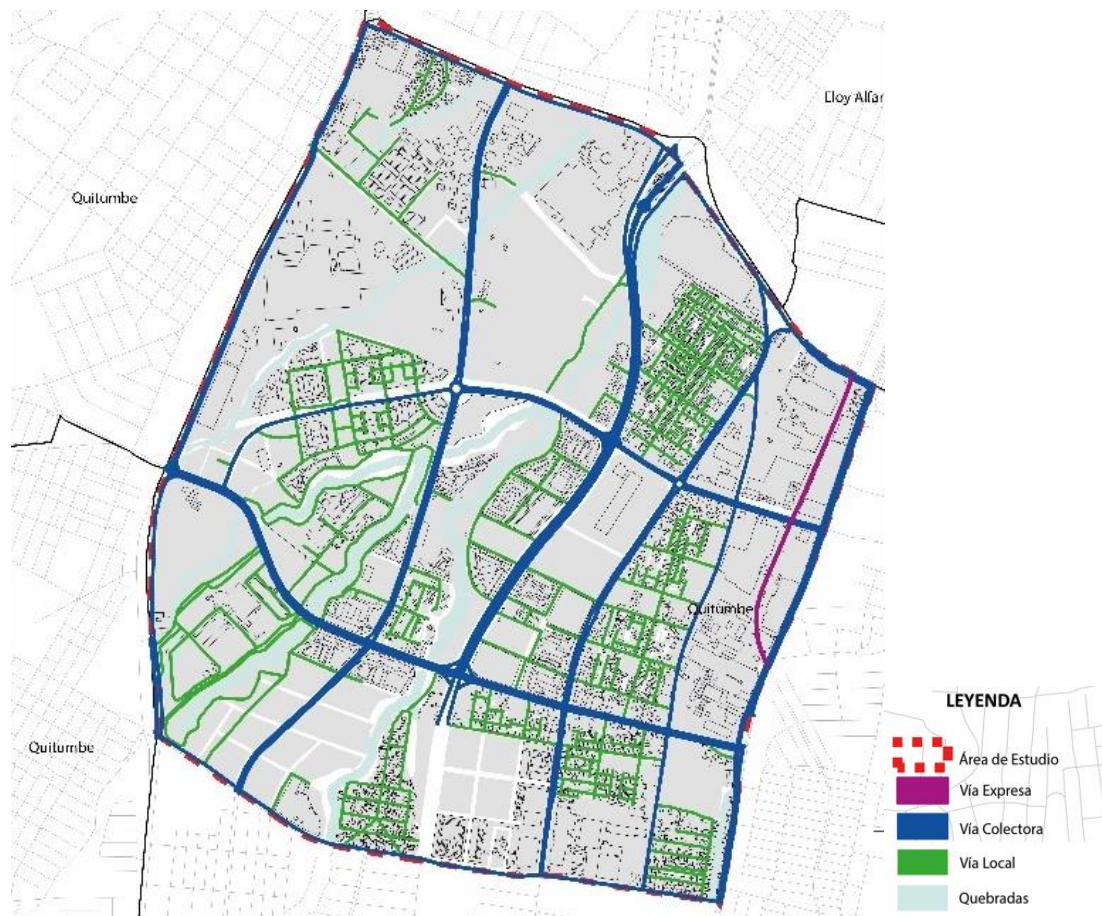 Eloy Alfar
Quitumbe
Quitumbe
Quitumbe
LEYENDA
Área de Estudio
Vía Expresa
Vía Colectora
Vía Local
Quebradas